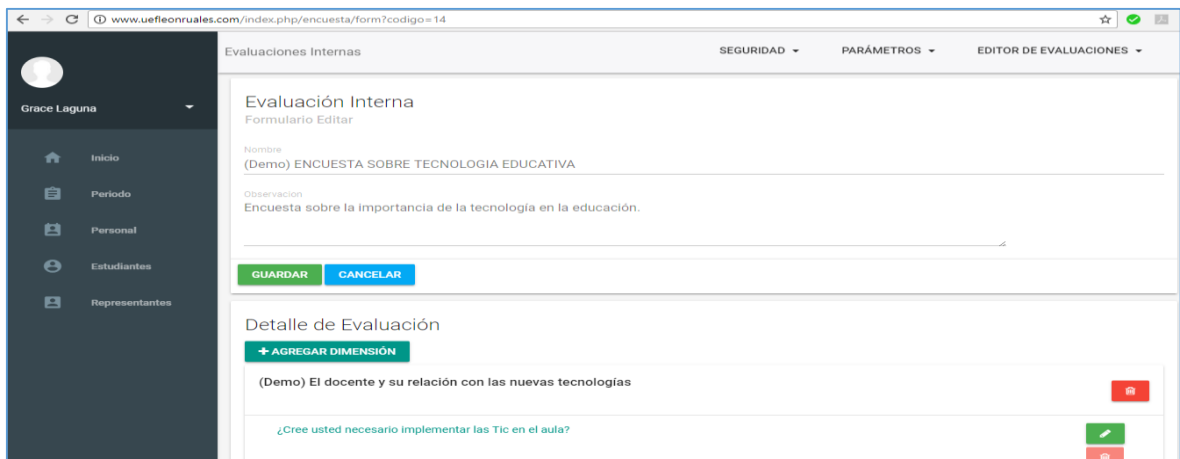 www.uefleonruales.com/index.php/encuesta/form?codigo=14
Evaluaciones Internas
SEGURIDAD
PARÁMETROS
EDITOR DE EVALUACIONES
Grace Laguna
Inicio
Periodo
Personal
Estudiantes
Representantes
Evaluación Interna
Formulario Editar
Nombre
(Demo) ENCUESTA SOBRE TECNOLOGIA EDUCATIVA
Observacion
Encuesta sobre la importancia de la tecnología en la educación.
GUARDAR
CANCELAR
Detalle de Evaluación
+ AGREGAR DIMENSIÓN
(Demo) El docente y su relación con las nuevas tecnologías
¿Cree usted necesario implementar las Tic en el aula?